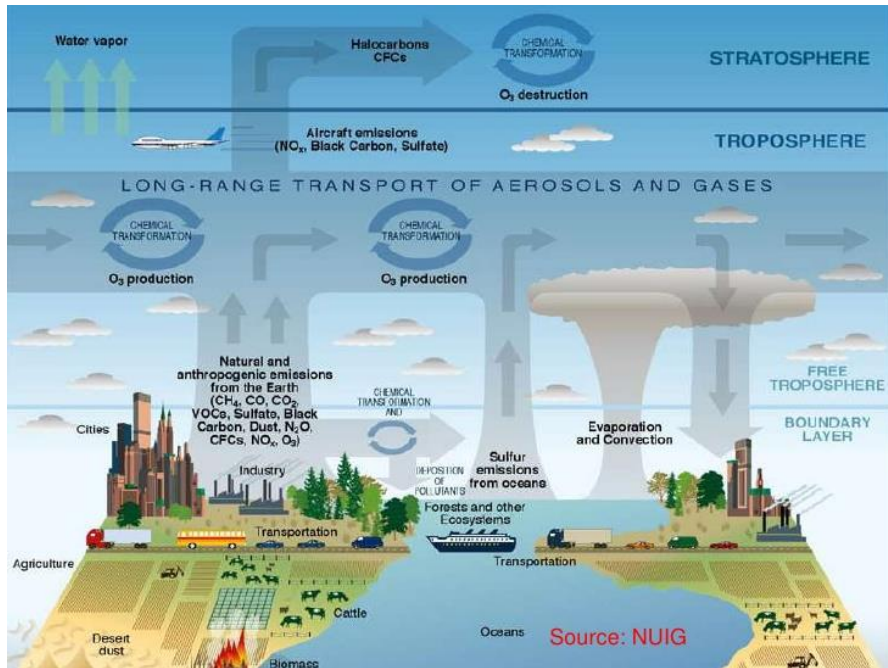 Water vapor
Halocarbons
CFCs
CHEMICAL
TRANSFORMATION
O₃ destruction
STRATOSPHERE
Aircraft emissions
(NOₓ, Black Carbon, Sulfate)
TROPOSPHERE
LONG-RANGE TRANSPORT OF AEROSOLS AND GASES
CHEMICAL
TRANSFORMATION
O₃ production
CHEMICAL
TRANSFORMATION
O₃ production
Natural and
anthropogenic emissions
from the Earth
(CH₄, CO, CO₂,
VOCs, Sulfate, Black
Carbon, Dust, N₂O,
CFCs, NOₓ, O₃)
FREE
TROPOSPHERE
BOUNDARY
LAYER
CHEMICAL
TRANSFORMATION
AND
DEPOSITION
OF
POLLUTANTS
Cities
Industry
Sulfur
emissions
from oceans
Evaporation
and Convection
Forests and other
Ecosystems
Transportation
Transportation
Agriculture
Cattle
Desert
dust
Biomass
Oceans
Source: NUIG